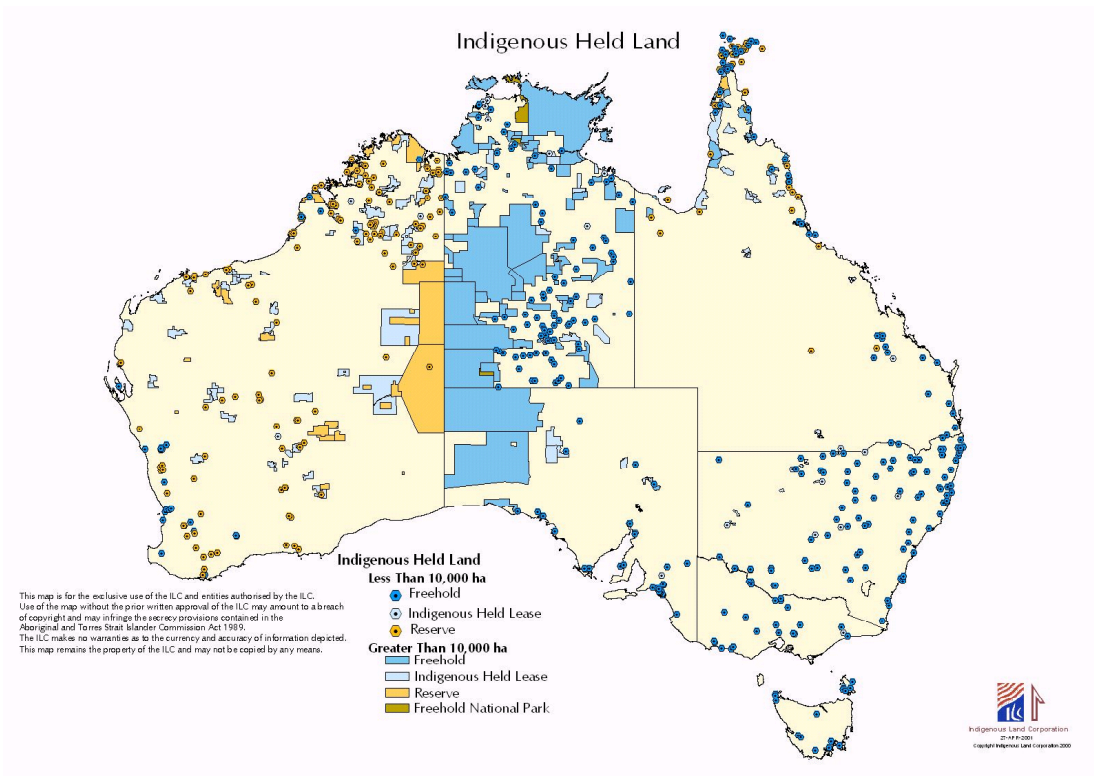 Indigenous Held Land
Indigenous Held Land
Less Than 10,000 ha
Freehold
Indigenous Held Lease
Reserve
Greater Than 10,000 ha
Freehold
Indigenous Held Lease
Reserve
Freehold National Park
This map is for the exclusive use of the ILC and entities authorised by the ILC.
Use of the map without the prior written approval of the ILC may amount to a breach
of copyright and may infringe the secrecy provisions contained in the
Aboriginal and Torres Strait Islander Commission Act 1989.
The ILC makes no warranties as to the currency and accuracy of information depicted.
This map remains the property of the ILC and may not be copied by any means.
ILC
Indigenous Land Corporation
27-APR-2001
Copyright Indigenous Land Corporation 2000